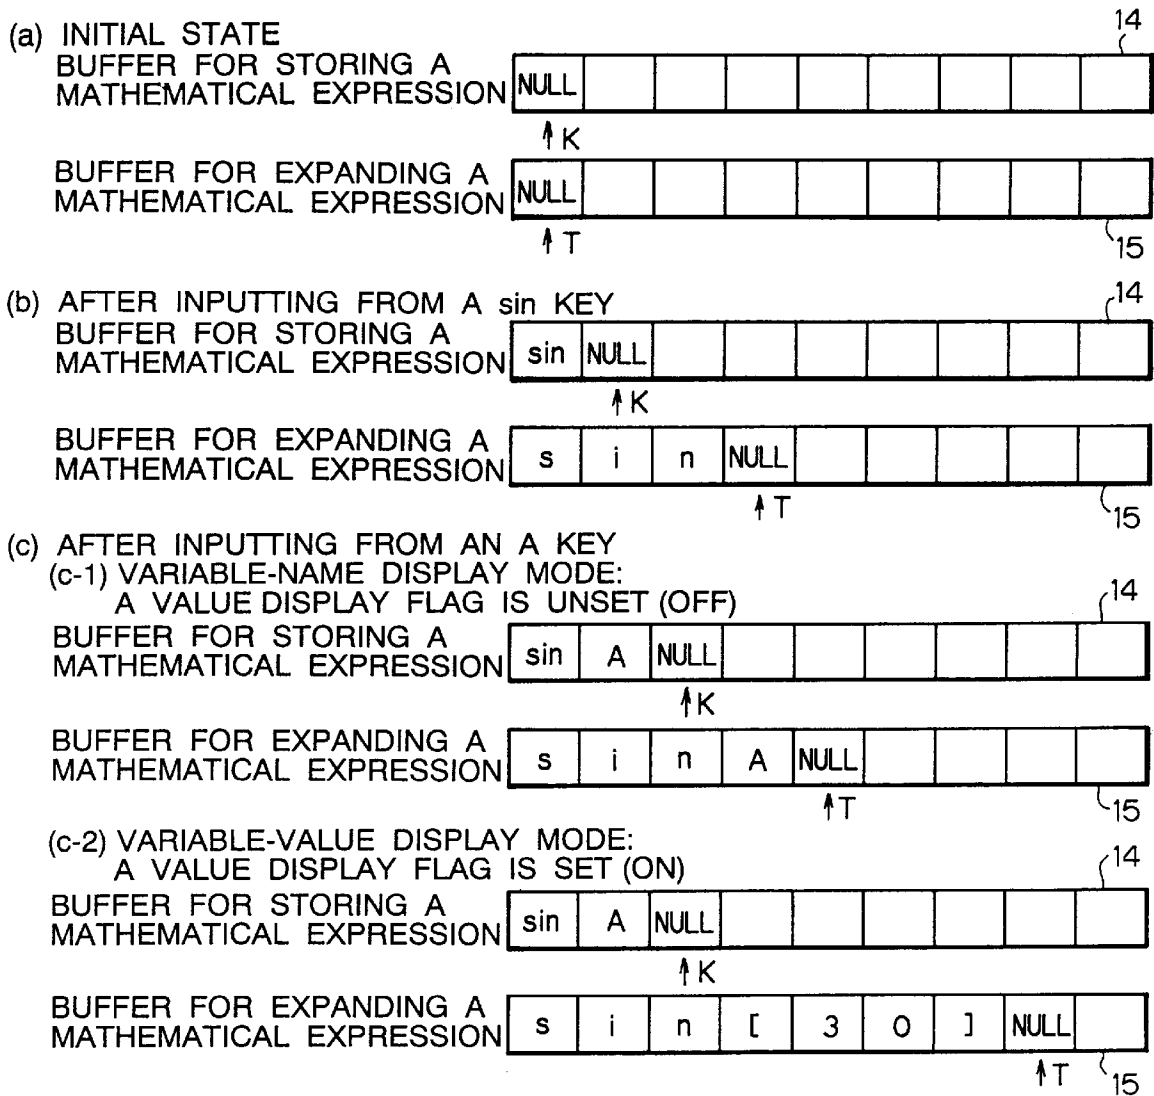 14
(a) INITIAL STATE
BUFFER FOR STORING A
MATHEMATICAL EXPRESSION NULL
K
BUFFER FOR EXPANDING A
MATHEMATICAL EXPRESSION NULL
T 15
(b) AFTER INPUTTING FROM A sin KEY 14
BUFFER FOR STORING A
MATHEMATICAL EXPRESSION sin NULL
K
BUFFER FOR EXPANDING A
MATHEMATICAL EXPRESSION s i n NULL
T 15
(c) AFTER INPUTTING FROM AN A KEY
(c-1) VARIABLE-NAME DISPLAY MODE:
A VALUE DISPLAY FLAG IS UNSET (OFF) 14
BUFFER FOR STORING A
MATHEMATICAL EXPRESSION sin A NULL
K
BUFFER FOR EXPANDING A
MATHEMATICAL EXPRESSION s i n A NULL
T 15
(c-2) VARIABLE-VALUE DISPLAY MODE:
A VALUE DISPLAY FLAG IS SET (ON) 14
BUFFER FOR STORING A
MATHEMATICAL EXPRESSION sin A NULL
K
BUFFER FOR EXPANDING A
MATHEMATICAL EXPRESSION s i n [ 3 0 ] NULL
T 15